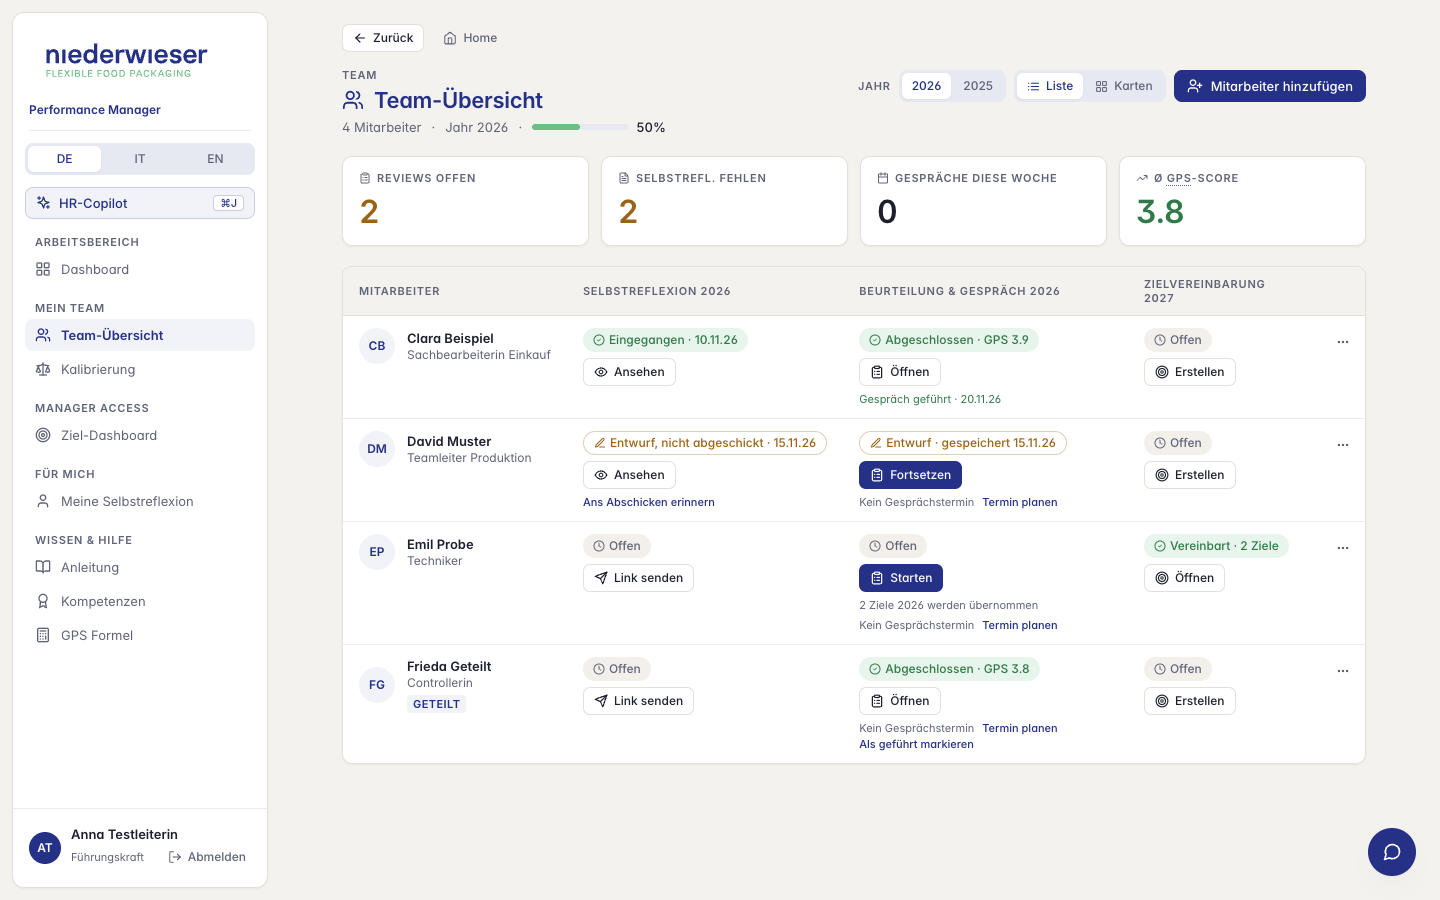 niederwieser
FLEXIBLE FOOD PACKAGING
Performance Manager
DE IT EN
HR-Copilot ⌘J
ARBEITSBEREICH
Dashboard
MEIN TEAM
Team-Übersicht
Kalibrierung
MANAGER ACCESS
Ziel-Dashboard
FÜR MICH
Meine Selbstreflexion
WISSEN & HILFE
Anleitung
Kompetenzen
GPS Formel
AT
Anna Testleiterin
Führungskraft Abmelden
Zurück Home
TEAM
Team-Übersicht
4 Mitarbeiter · Jahr 2026 · 50%
JAHR 2026 2025 Liste Karten Mitarbeiter hinzufügen
REVIEWS OFFEN
2
SELBSTREFL. FEHLEN
2
GESPRÄCHE DIESE WOCHE
0
Ø GPS-SCORE
3.8
MITARBEITER SELBSTREFLEXION 2026 BEURTEILUNG & GESPRÄCH 2026 ZIELVEREINBARUNG
2027
CB
Clara Beispiel
Sachbearbeiterin Einkauf
Eingegangen · 10.11.26
Ansehen
Abgeschlossen · GPS 3.9
Öffnen
Gespräch geführt · 20.11.26
Offen
Erstellen
...
DM
David Muster
Teamleiter Produktion
Entwurf, nicht abgeschickt · 15.11.26
Ansehen
Ans Abschicken erinnern
Entwurf · gespeichert 15.11.26
Fortsetzen
Kein Gesprächstermin Termin planen
Offen
Erstellen
...
EP
Emil Probe
Techniker
Offen
Link senden
Offen
Starten
2 Ziele 2026 werden übernommen
Kein Gesprächstermin Termin planen
Vereinbart · 2 Ziele
Öffnen
...
FG
Frieda Geteilt
Controllerin
GETEILT
Offen
Link senden
Abgeschlossen · GPS 3.8
Öffnen
Kein Gesprächstermin Termin planen
Als geführt markieren
Offen
Erstellen
...